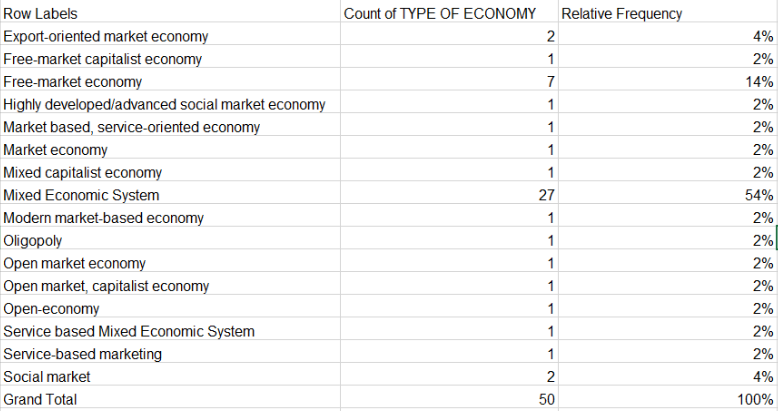 Row Labels Count of TYPE OF ECONOMY Relative Frequency
Export-oriented market economy 2 4%
Free-market capitalist economy 1 2%
Free-market economy 7 14%
Highly developed/advanced social market economy 1 2%
Market based, service-oriented economy 1 2%
Market economy 1 2%
Mixed capitalist economy 1 2%
Mixed Economic System 27 54%
Modern market-based economy 1 2%
Oligopoly 1 2%
Open market economy 1 2%
Open market, capitalist economy 1 2%
Open-economy 1 2%
Service based Mixed Economic System 1 2%
Service-based marketing 1 2%
Social market 2 4%
Grand Total 50 100%